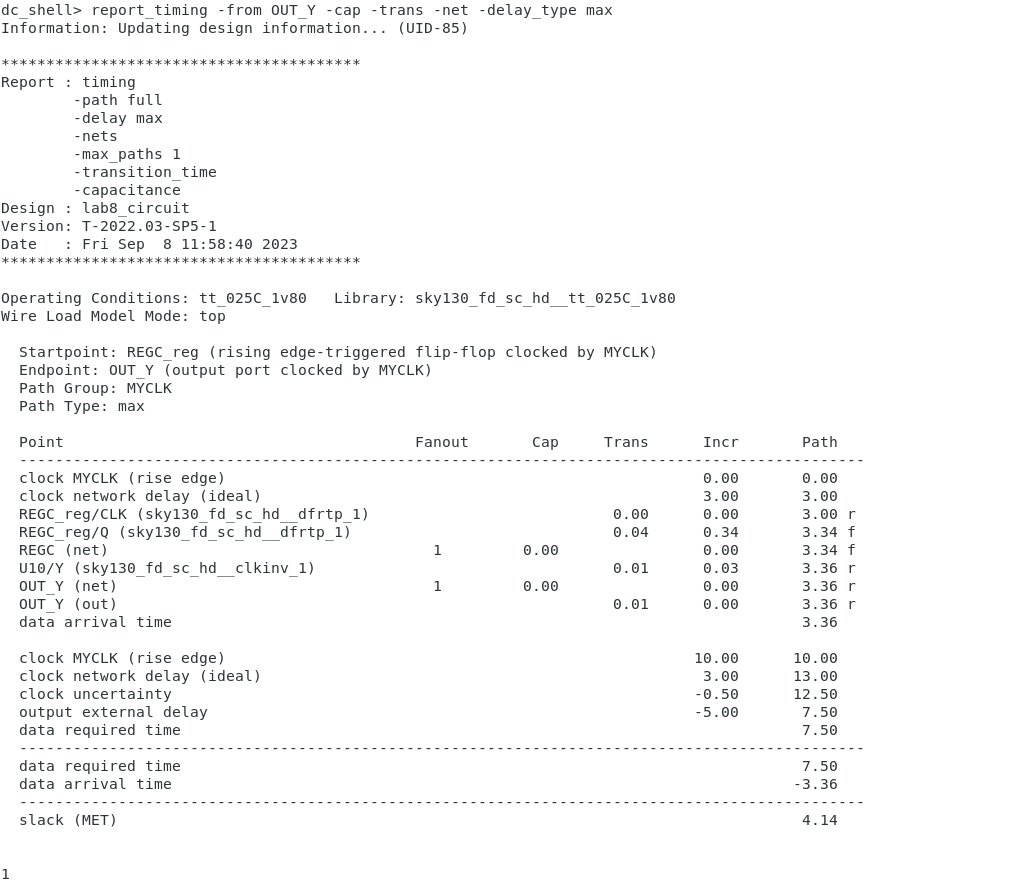 dc_shell> report_timing -from OUT_Y -cap -trans -net -delay_type max
Information: Updating design information... (UID-85)
****************************************
Report : timing
        -path full
        -delay max
        -nets
        -max_paths 1
        -transition_time
        -capacitance
Design : lab8_circuit
Version: T-2022.03-SP5-1
Date   : Fri Sep  8 11:58:40 2023
****************************************
Operating Conditions: tt_025C_1v80   Library: sky130_fd_sc_hd__tt_025C_1v80
Wire Load Model Mode: top
  Startpoint: REGC_reg (rising edge-triggered flip-flop clocked by MYCLK)
  Endpoint: OUT_Y (output port clocked by MYCLK)
  Path Group: MYCLK
  Path Type: max
  Point                                       Fanout       Cap     Trans      Incr       Path
  ----------------------------------------------------------------------------------------------
  clock MYCLK (rise edge)                                                     0.00       0.00
  clock network delay (ideal)                                                 3.00       3.00
  REGC_reg/CLK (sky130_fd_sc_hd__dfrtp_1)                           0.00      0.00       3.00 r
  REGC_reg/Q (sky130_fd_sc_hd__dfrtp_1)                             0.04      0.34       3.34 f
  REGC (net)                                    1         0.00                0.00       3.34 f
  U10/Y (sky130_fd_sc_hd__clkinv_1)                                 0.01      0.03       3.36 r
  OUT_Y (net)                                   1         0.00                0.00       3.36 r
  OUT_Y (out)                                                       0.01      0.00       3.36 r
  data arrival time                                                                      3.36
  clock MYCLK (rise edge)                                                    10.00      10.00
  clock network delay (ideal)                                                 3.00      13.00
  clock uncertainty                                                          -0.50      12.50
  output external delay                                                      -5.00       7.50
  data required time                                                                     7.50
  ----------------------------------------------------------------------------------------------
  data required time                                                                     7.50
  data arrival time                                                                     -3.36
  ----------------------------------------------------------------------------------------------
  slack (MET)                                                                            4.14
1